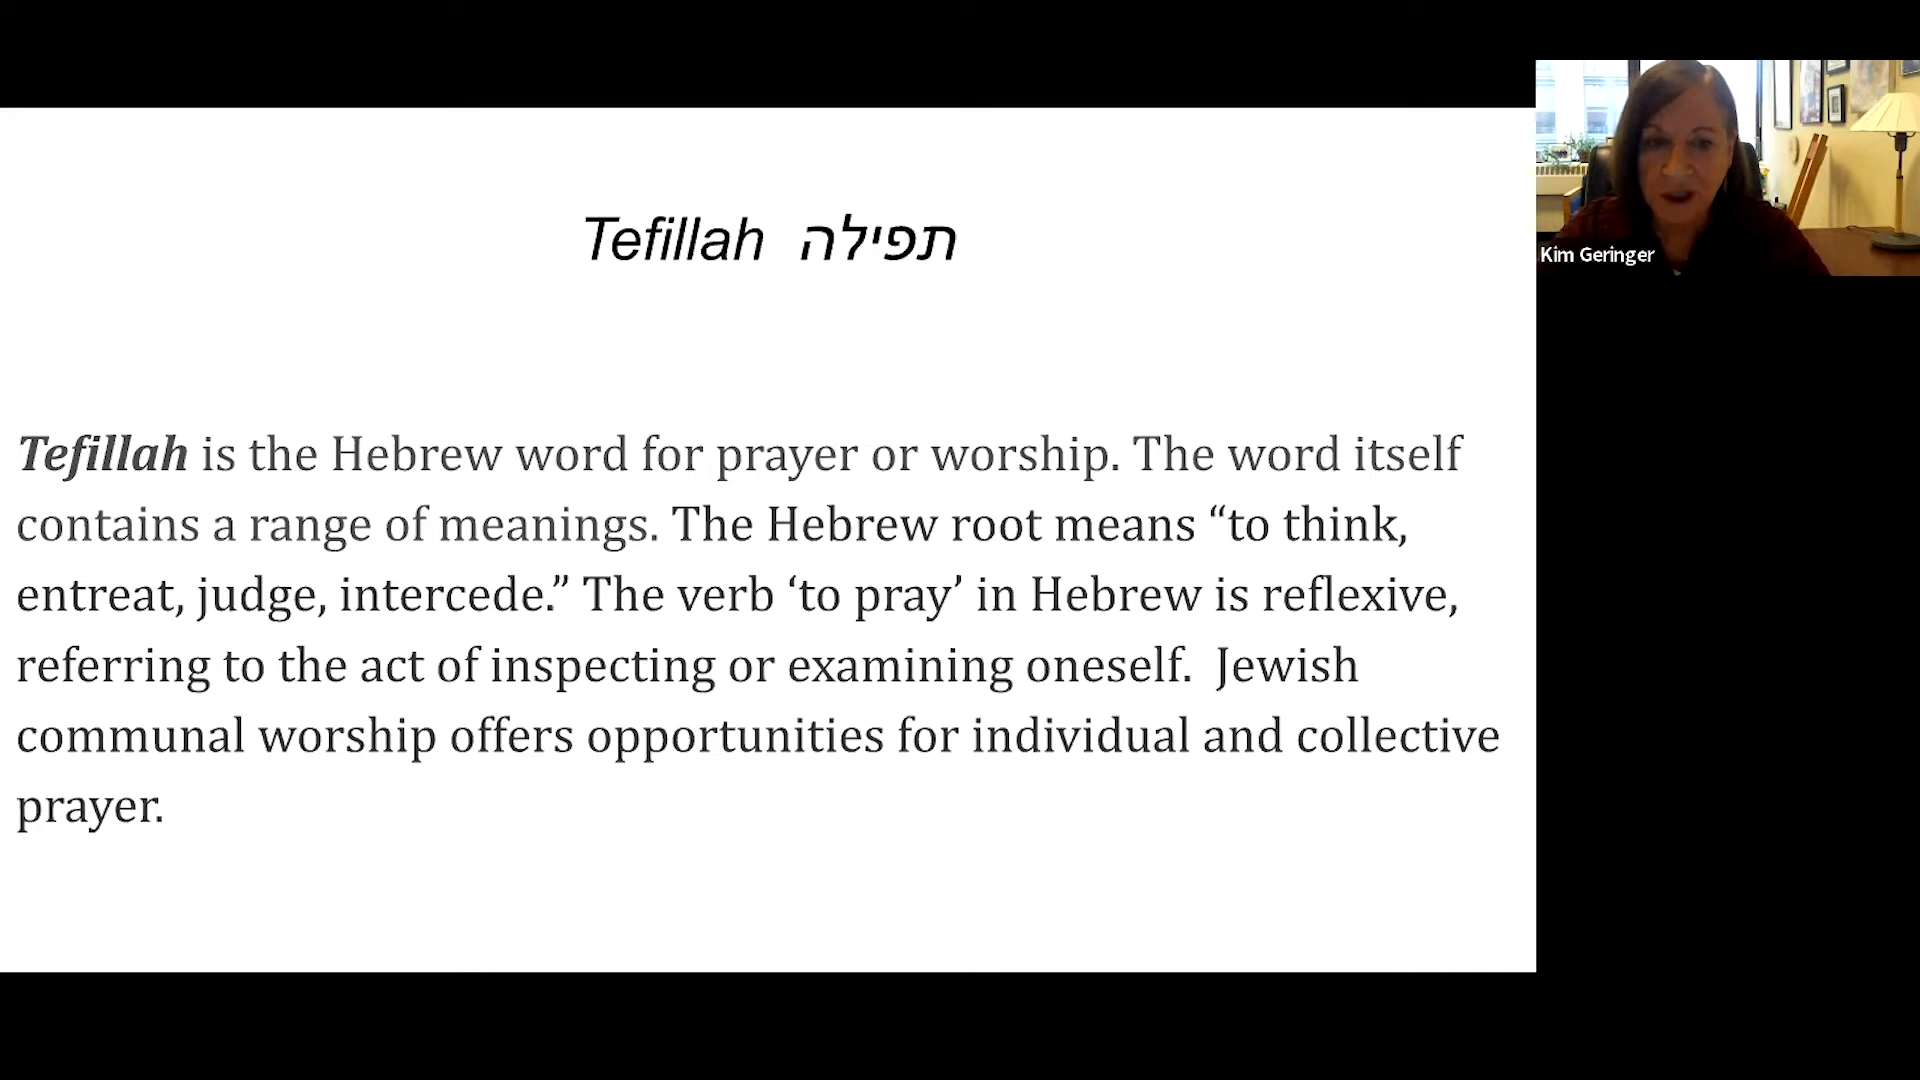 Tefillah תפילה
Tefillah is the Hebrew word for prayer or worship. The word itself
contains a range of meanings. The Hebrew root means “to think,
entreat, judge, intercede.” The verb ‘to pray’ in Hebrew is reflexive,
referring to the act of inspecting or examining oneself.  Jewish
communal worship offers opportunities for individual and collective
prayer.
Kim Geringer